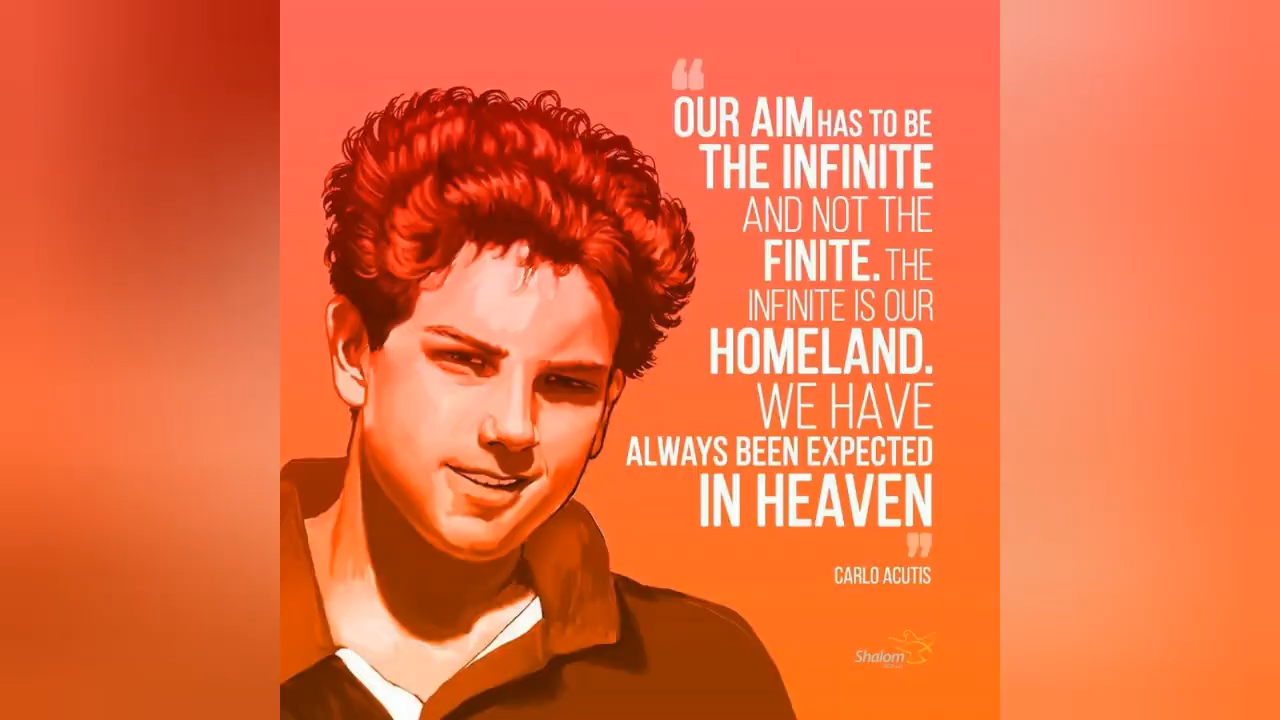 “
OUR AIM HAS TO BE
THE INFINITE
AND NOT THE
FINITE. THE
INFINITE IS OUR
HOMELAND.
WE HAVE
ALWAYS BEEN EXPECTED
IN HEAVEN
”
CARLO ACUTIS
Shalom